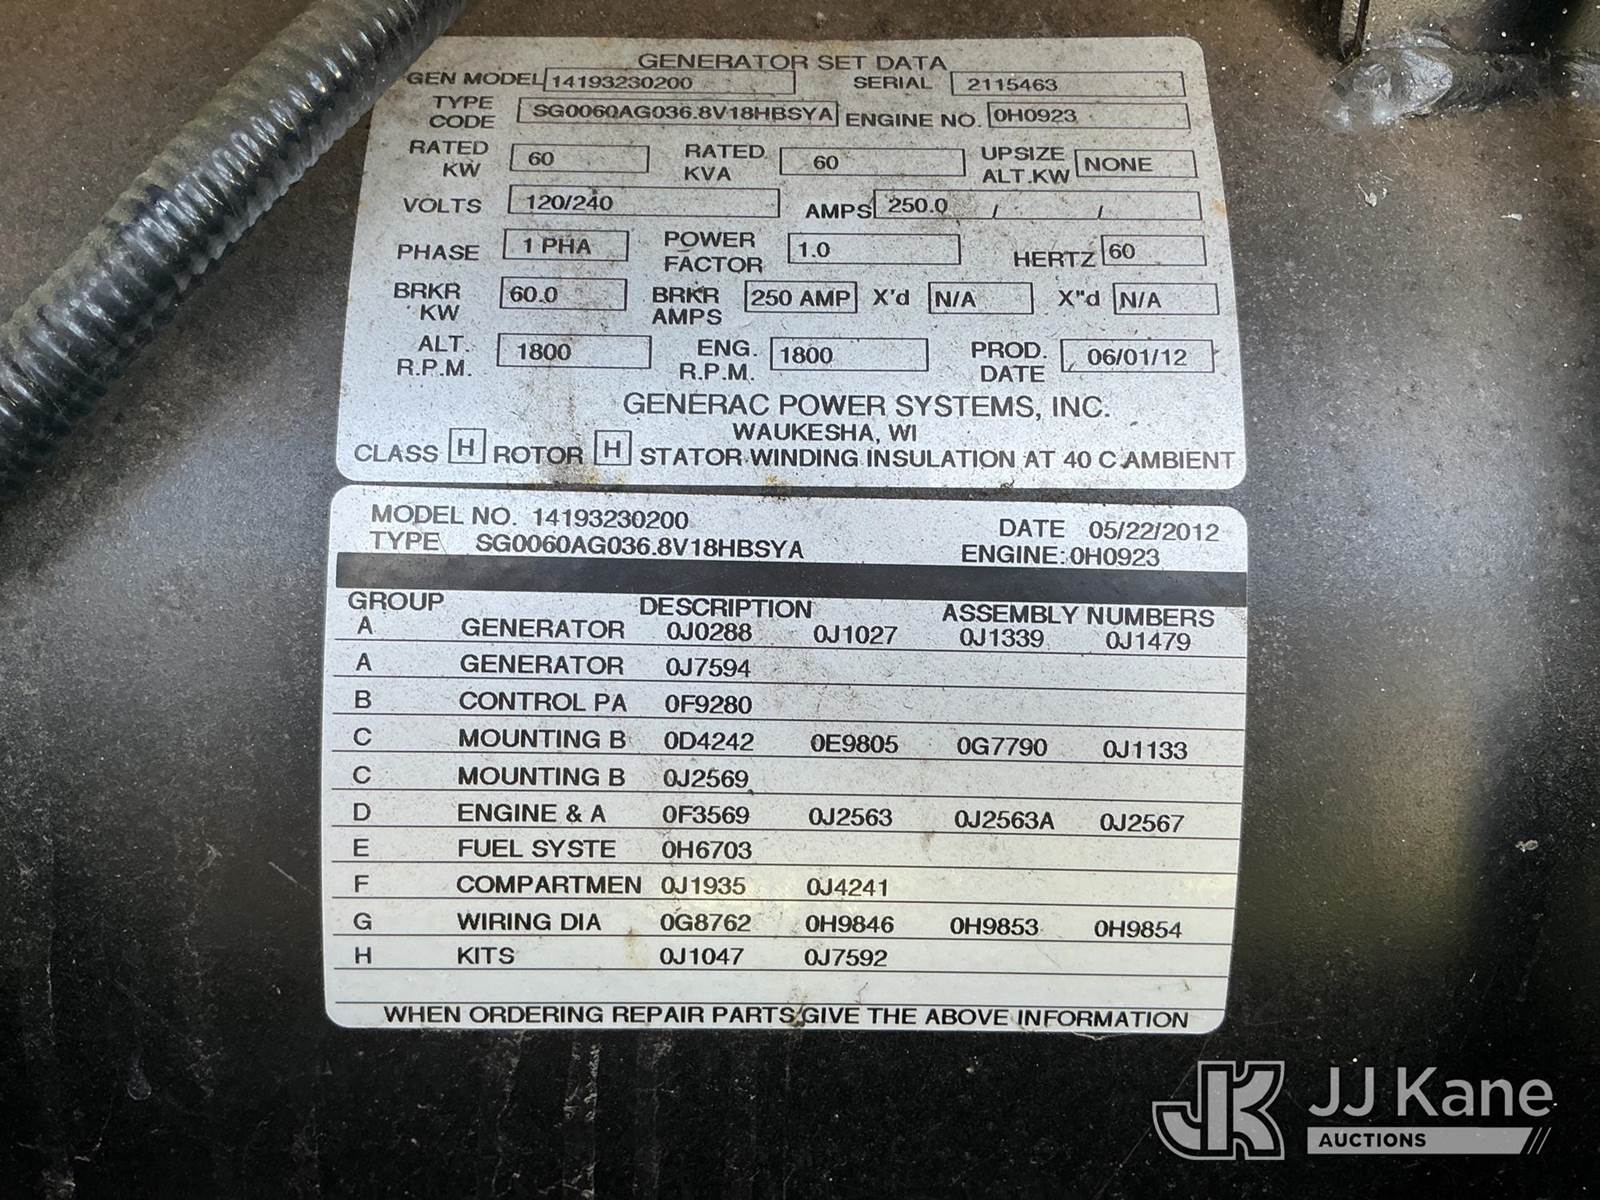 GENERATOR SET DATA
GEN MODEL 14193230200 SERIAL 2115463
TYPE CODE SG0060AG036.8V18HBSYA ENGINE NO. 0H0923
RATED KW 60 RATED KVA 60 UPSIZE ALT.KW NONE
VOLTS 120/240 AMPS 250.0 / /
PHASE 1 PHA POWER FACTOR 1.0 HERTZ 60
BRKR KW 60.0 BRKR AMPS 250 AMP X'd N/A X"d N/A
ALT. R.P.M. 1800 ENG. R.P.M. 1800 PROD. DATE 06/01/12
GENERAC POWER SYSTEMS, INC.
WAUKESHA, WI
CLASS H ROTOR H STATOR WINDING INSULATION AT 40 C AMBIENT
MODEL NO. 14193230200 DATE 05/22/2012
TYPE SG0060AG036.8V18HBSYA ENGINE: 0H0923
GROUP DESCRIPTION ASSEMBLY NUMBERS
A GENERATOR 0J0288 0J1027 0J1339 0J1479
A GENERATOR 0J7594
B CONTROL PA 0F9280
C MOUNTING B 0D4242 0E9805 0G7790 0J1133
C MOUNTING B 0J2569
D ENGINE & A 0F3569 0J2563 0J2563A 0J2567
E FUEL SYSTE 0H6703
F COMPARTMEN 0J1935 0J4241
G WIRING DIA 0G8762 0H9846 0H9853 0H9854
H KITS 0J1047 0J7592
WHEN ORDERING REPAIR PARTS GIVE THE ABOVE INFORMATION
JK JJ Kane
AUCTIONS